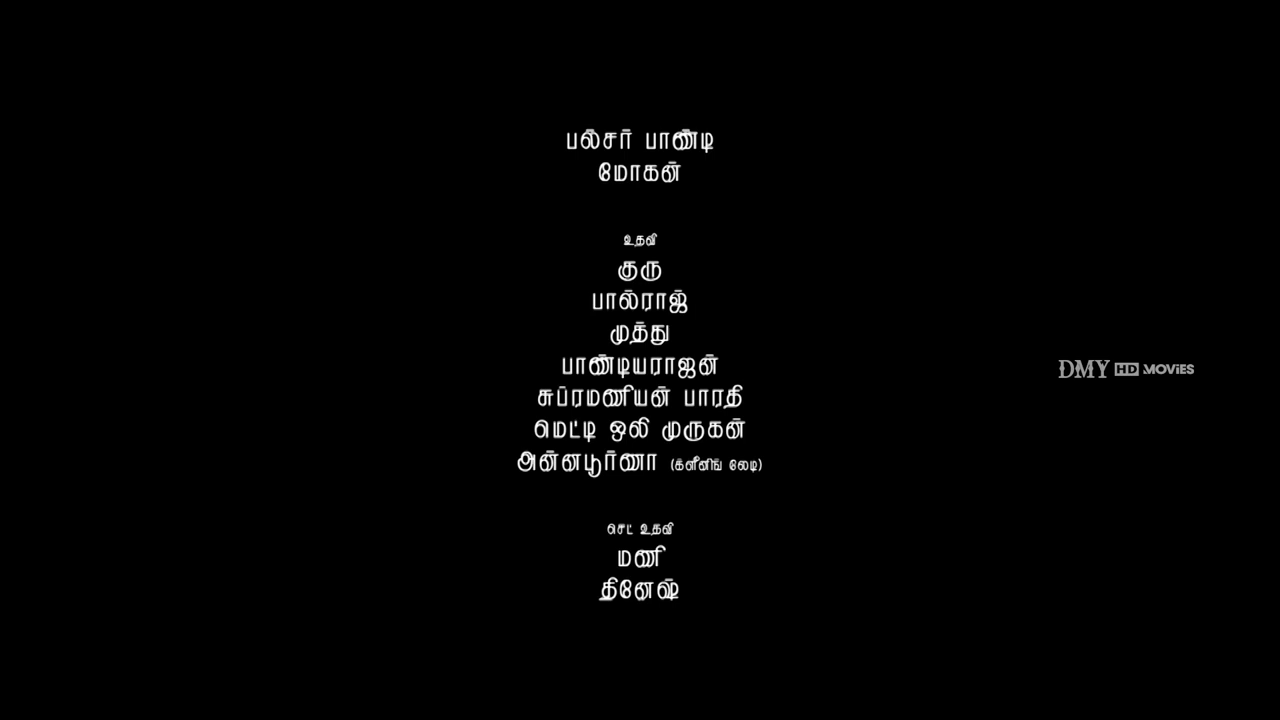 பல்சர் பாண்டி
மோகன்
உதவி
குரு
பால்ராஜ்
முத்து
பாண்டியராஜன்
சுப்ரமணியன் பாரதி
மெட்டி ஒலி முருகன்
அன்னபூர்ணா (க்ளீனிங் லேடி)
செட் உதவி
மணி
தினேஷ்
DMY HD MOVIES